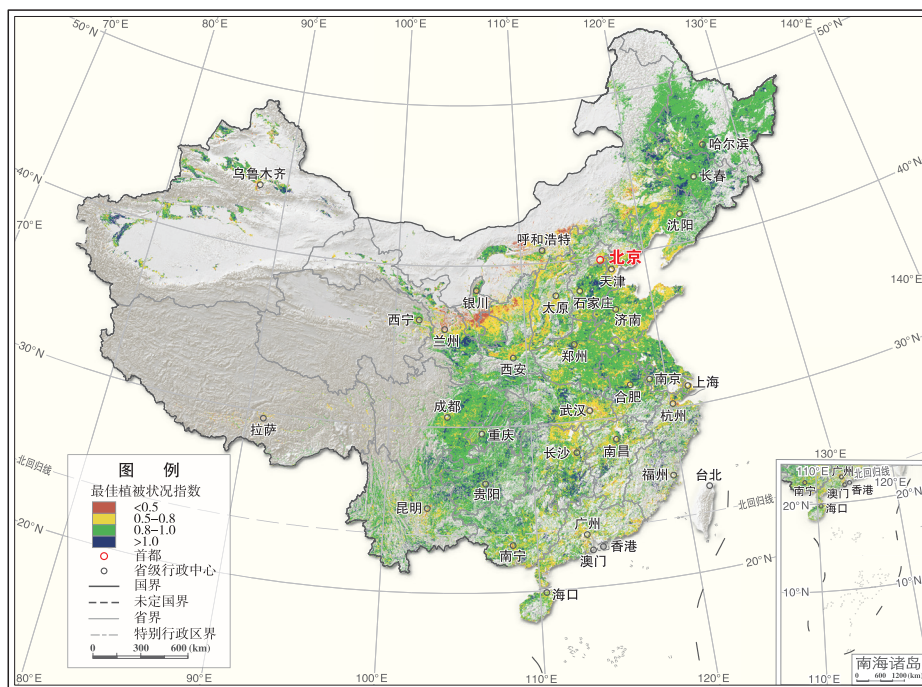 50°N
70°E
80°E
90°E
100°E
110°E
120°E
130°E
140°E
50°N
40°N
70°E
30°N
20°N
40°N
140°E
30°N
20°N
乌鲁木齐
哈尔滨
长春
沈阳
呼和浩特
北京
天津
银川
太原
石家庄
西宁
济南
兰州
西安
郑州
南京
上海
合肥
杭州
成都
武汉
拉萨
重庆
长沙
南昌
福州
台北
贵阳
昆明
广州
南宁
香港
澳门
海口
北回归线
北回归线
图 例
最佳植被状况指数
<0.5
0.5–0.8
0.8–1.0
>1.0
首都
省级行政中心
国界
未定国界
省界
特别行政区界
0 300 600 (km)
80°E
90°E
100°E
110°E
120°E
130°E
110°E
广州
北回归线
120°E
南宁
澳门
香港
20°N
海口
20°N
10°N
10°N
110°E
南海诸岛
0 600 1200 (km)